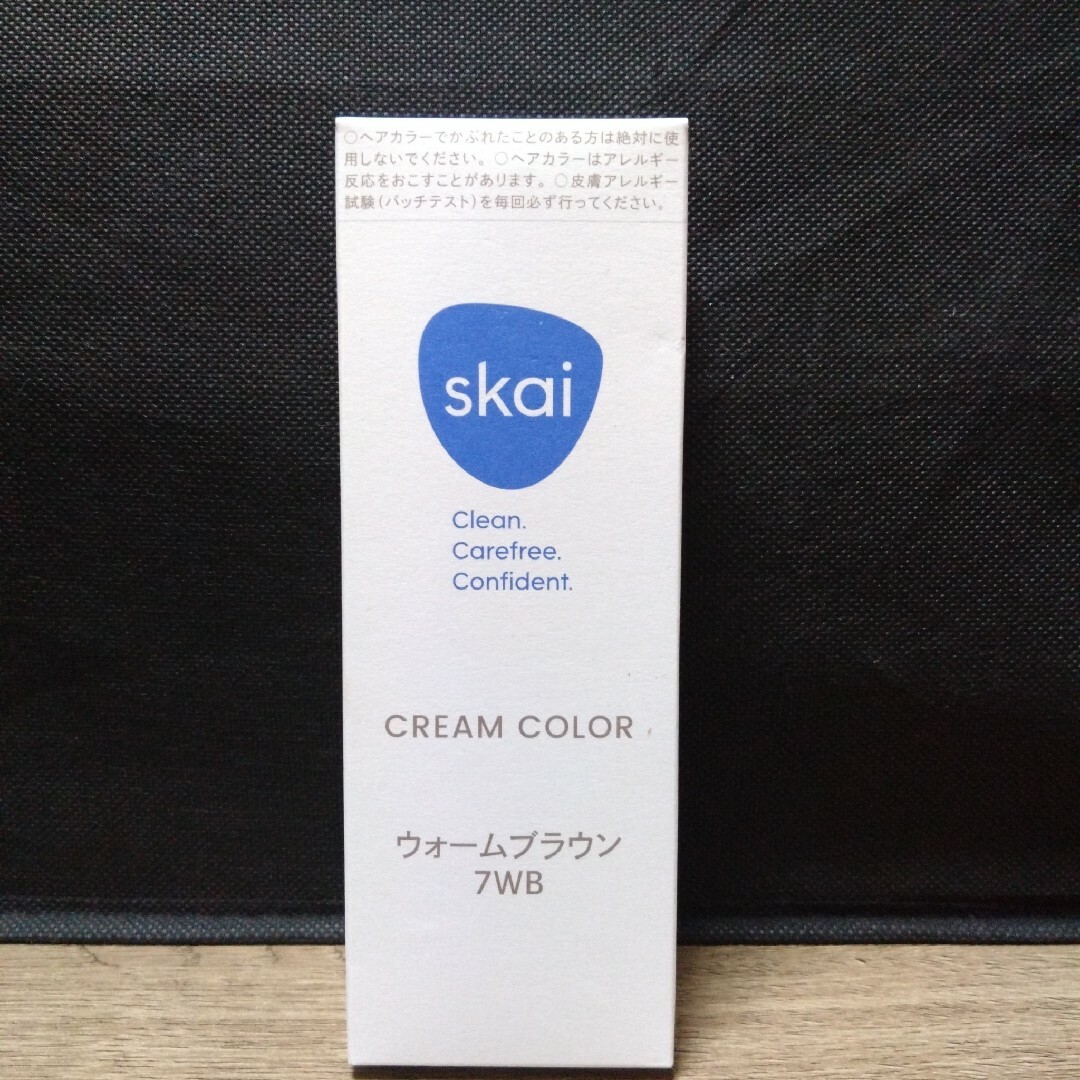 ○ヘアカラーでかぶれたことのある方は絶対に使
用しないでください。○ヘアカラーはアレルギー
反応をおこすことがあります。○皮膚アレルギー
試験(パッチテスト)を毎回必ず行ってください。
skai
Clean.
Carefree.
Confident.
CREAM COLOR
ウォームブラウン
7WB